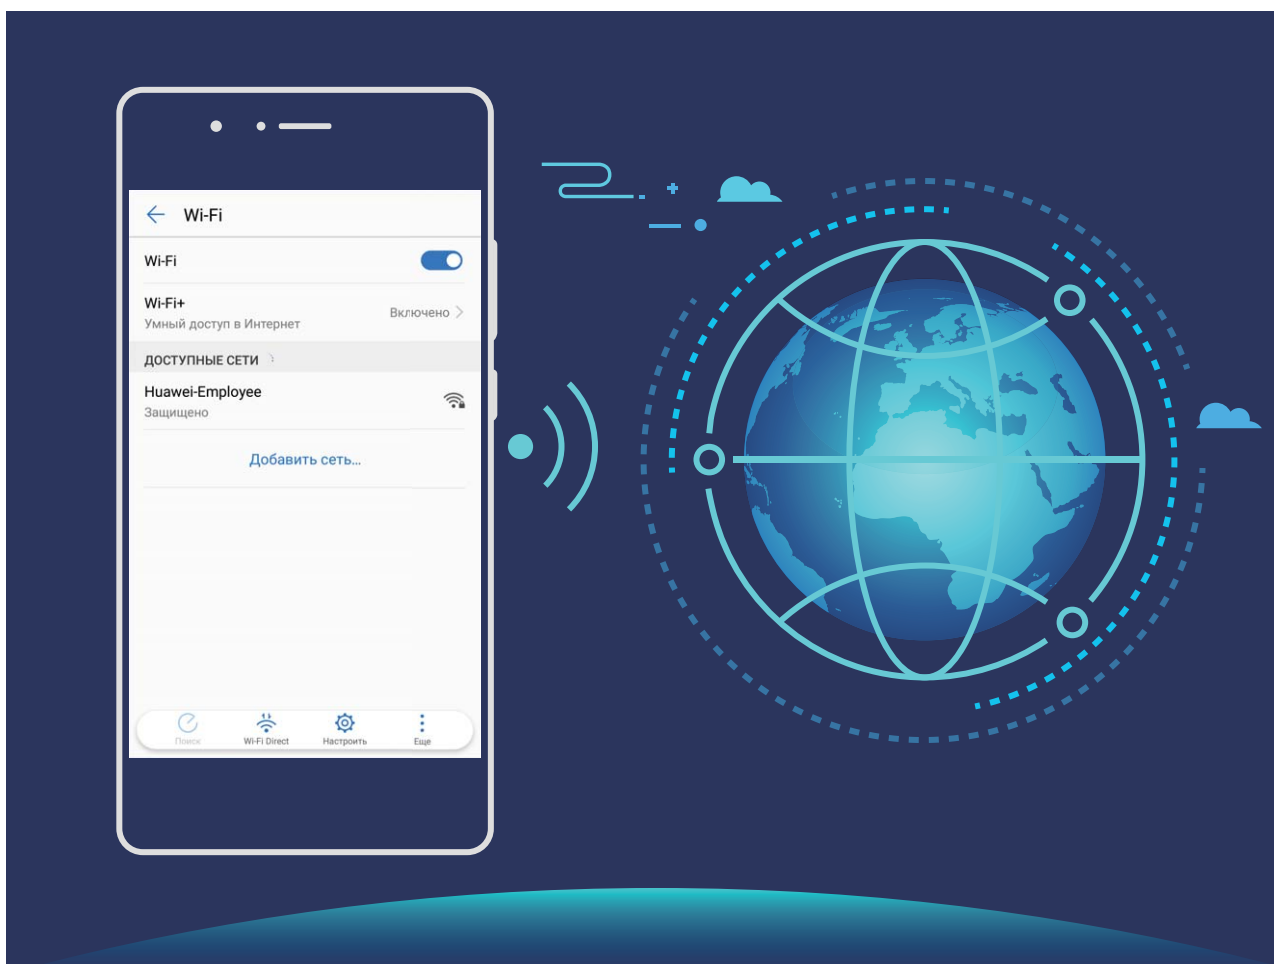 Wi-Fi
Wi-Fi
Wi-Fi+
Умный доступ в Интернет
Включено
ДОСТУПНЫЕ СЕТИ
Huawei-Employee
Защищено
Добавить сеть...
Поиск
Wi-Fi Direct
Настроить
Еще